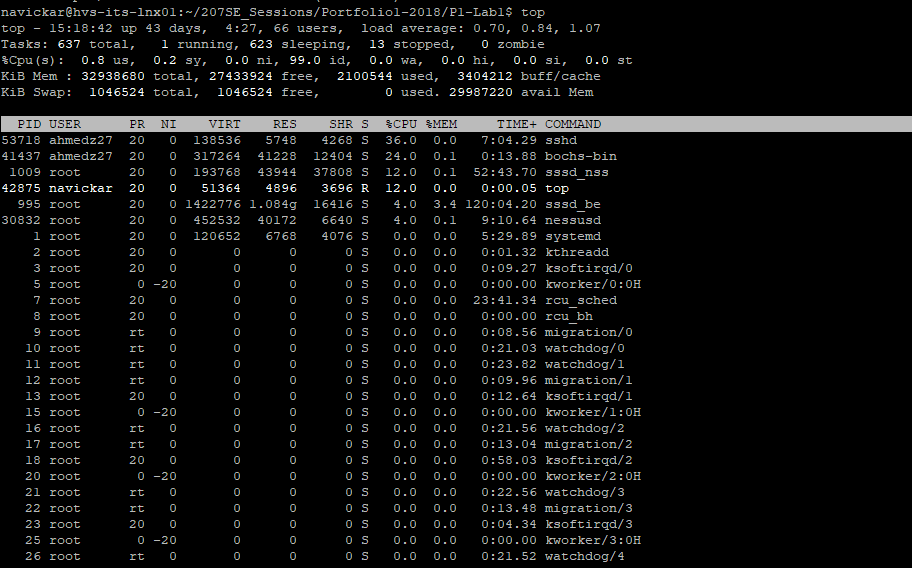 navickar@hvs-its-lnx01:~/207SE_Sessions/Portfolio1-2018/P1-Lab1$ top
top - 15:18:42 up 43 days,  4:27, 66 users,  load average: 0.70, 0.84, 1.07
Tasks: 637 total,   1 running, 623 sleeping,  13 stopped,   0 zombie
%Cpu(s):  0.8 us,  0.2 sy,  0.0 ni, 99.0 id,  0.0 wa,  0.0 hi,  0.0 si,  0.0 st
KiB Mem : 32938680 total, 27433924 free,  2100544 used,  3404212 buff/cache
KiB Swap:  1046524 total,  1046524 free,        0 used. 29987220 avail Mem
  PID USER      PR  NI    VIRT    RES    SHR S  %CPU %MEM     TIME+ COMMAND
53718 ahmedz27  20   0  138536   5748   4268 S  36.0  0.0   7:04.29 sshd
41437 ahmedz27  20   0  317264  41228  12404 S  24.0  0.1   0:13.88 bochs-bin
 1009 root      20   0  193768  43944  37808 S  12.0  0.1  52:43.70 sssd_nss
42875 navickar  20   0   51364   4896   3696 R  12.0  0.0   0:00.05 top
  995 root      20   0 1422776 1.084g  16416 S   4.0  3.4 120:04.20 sssd_be
30832 root      20   0  452532  40172   6640 S   4.0  0.1   9:10.64 nessusd
    1 root      20   0  120652   6768   4076 S   0.0  0.0   5:29.89 systemd
    2 root      20   0       0      0      0 S   0.0  0.0   0:01.32 kthreadd
    3 root      20   0       0      0      0 S   0.0  0.0   0:09.27 ksoftirqd/0
    5 root       0 -20       0      0      0 S   0.0  0.0   0:00.00 kworker/0:0H
    7 root      20   0       0      0      0 S   0.0  0.0  23:41.34 rcu_sched
    8 root      20   0       0      0      0 S   0.0  0.0   0:00.00 rcu_bh
    9 root      rt   0       0      0      0 S   0.0  0.0   0:08.56 migration/0
   10 root      rt   0       0      0      0 S   0.0  0.0   0:21.03 watchdog/0
   11 root      rt   0       0      0      0 S   0.0  0.0   0:23.82 watchdog/1
   12 root      rt   0       0      0      0 S   0.0  0.0   0:09.96 migration/1
   13 root      20   0       0      0      0 S   0.0  0.0   0:12.64 ksoftirqd/1
   15 root       0 -20       0      0      0 S   0.0  0.0   0:00.00 kworker/1:0H
   16 root      rt   0       0      0      0 S   0.0  0.0   0:21.56 watchdog/2
   17 root      rt   0       0      0      0 S   0.0  0.0   0:13.04 migration/2
   18 root      20   0       0      0      0 S   0.0  0.0   0:58.03 ksoftirqd/2
   20 root       0 -20       0      0      0 S   0.0  0.0   0:00.00 kworker/2:0H
   21 root      rt   0       0      0      0 S   0.0  0.0   0:22.56 watchdog/3
   22 root      rt   0       0      0      0 S   0.0  0.0   0:13.48 migration/3
   23 root      20   0       0      0      0 S   0.0  0.0   0:04.34 ksoftirqd/3
   25 root       0 -20       0      0      0 S   0.0  0.0   0:00.00 kworker/3:0H
   26 root      rt   0       0      0      0 S   0.0  0.0   0:21.52 watchdog/4